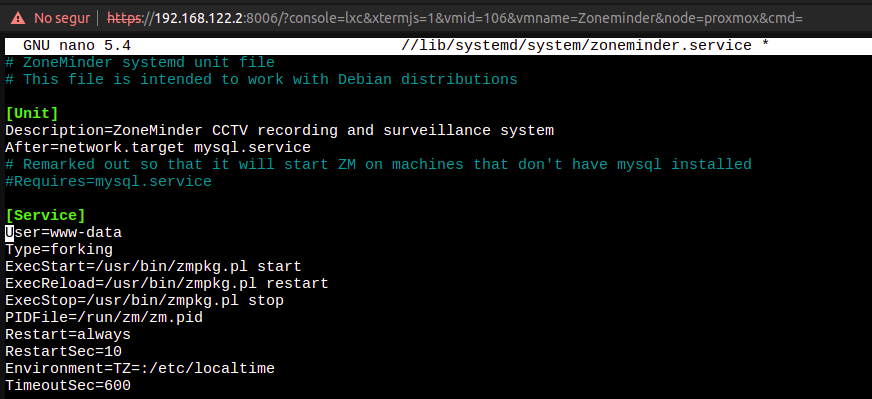 No segur https://192.168.122.2:8006/?console=lxc&xtermjs=1&vmid=106&vmname=Zoneminder&node=proxmox&cmd=
GNU nano 5.4 //lib/systemd/system/zoneminder.service *
# ZoneMinder systemd unit file
# This file is intended to work with Debian distributions
[Unit]
Description=ZoneMinder CCTV recording and surveillance system
After=network.target mysql.service
# Remarked out so that it will start ZM on machines that don't have mysql installed
#Requires=mysql.service
[Service]
User=www-data
Type=forking
ExecStart=/usr/bin/zmpkg.pl start
ExecReload=/usr/bin/zmpkg.pl restart
ExecStop=/usr/bin/zmpkg.pl stop
PIDFile=/run/zm/zm.pid
Restart=always
RestartSec=10
Environment=TZ=:/etc/localtime
TimeoutSec=600